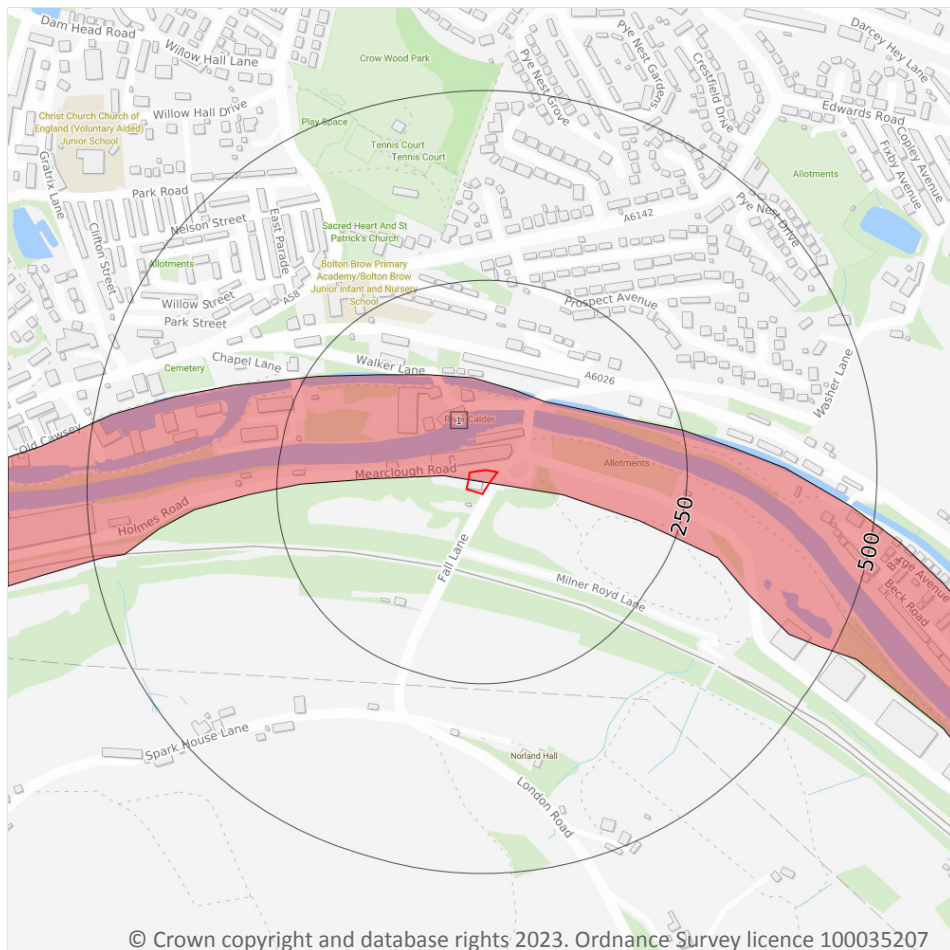 Dam Head Road
Willow Hall Lane
Crow Wood Park
Pye Nest Gardens
Darcey Hey Lane
Pye Nest Grove
Crestfield Drive
Edwards Road
Christ Church Church of
England (Voluntary Aided)
Junior School
Willow Hall Drive
Play Space
Tennis Court
Tennis Court
Copley Avenue
Fixby Avenue
Gratrix Lane
Allotments
Park Road
Nelson Street
East Parade
A6142
Pye Nest Drive
Clifton Street
Sacred Heart And St
Patrick's Church
Allotments
Bolton Brow Primary
Academy/Bolton Brow
Junior Infant and Nursery
School
Willow Street
A58
Park Street
Prospect Avenue
Chapel Lane
Walker Lane
Cemetery
A6026
Washer Lane
Old Cawsey
River Calder
1
Mearclough Road
Allotments
Holmes Road
250
500
Fall Lane
Milner Royd Lane
Beck Road
Spark House Lane
Norland Hall
London Road
© Crown copyright and database rights 2023. Ordnance Survey licence 100035207